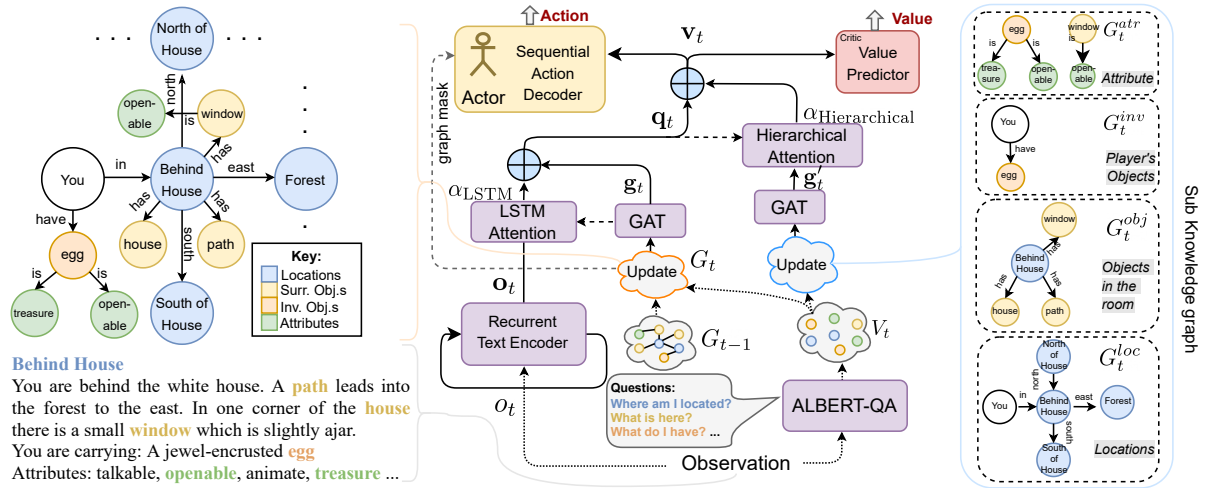 North of
House
. . .
. . .
north
open-
able
is
window
has
You
in
Behind
House
east
Forest
have
has
has
house
south
path
egg
is
is
treasure
open-
able
South of
House
Key:
Locations
Surr. Obj.s
Inv. Obj.s
Attributes
Behind House
You are behind the white house. A path leads into
the forest to the east. In one corner of the house
there is a small window which is slightly ajar.
You are carrying: A jewel-encrusted egg
Attributes: talkable, openable, animate, treasure ...
Action
Value
Actor
Sequential
Action
Decoder
v_t
Critic
Value
Predictor
graph mask
q_t
α_Hierarchical
Hierarchical
Attention
α_LSTM
LSTM
Attention
g_t
GAT
g_t'
GAT
Update
G_t
Update
o_t
Recurrent
Text Encoder
G_{t−1}
V_t
Questions:
Where am I located?
What is here?
What do I have? ...
ALBERT-QA
o_t
Observation
egg
is
is
trea-
sure
open-
able
window
is
open-
able
G_t^{atr}
Attribute
You
have
egg
G_t^{inv}
Player's
Objects
window
has
Behind
House
has
has
house
path
G_t^{obj}
Objects
in the
room
North of
House
north
You
in
Behind
House
east
Forest
south
South
of House
G_t^{loc}
Locations
Sub Knowledge graph